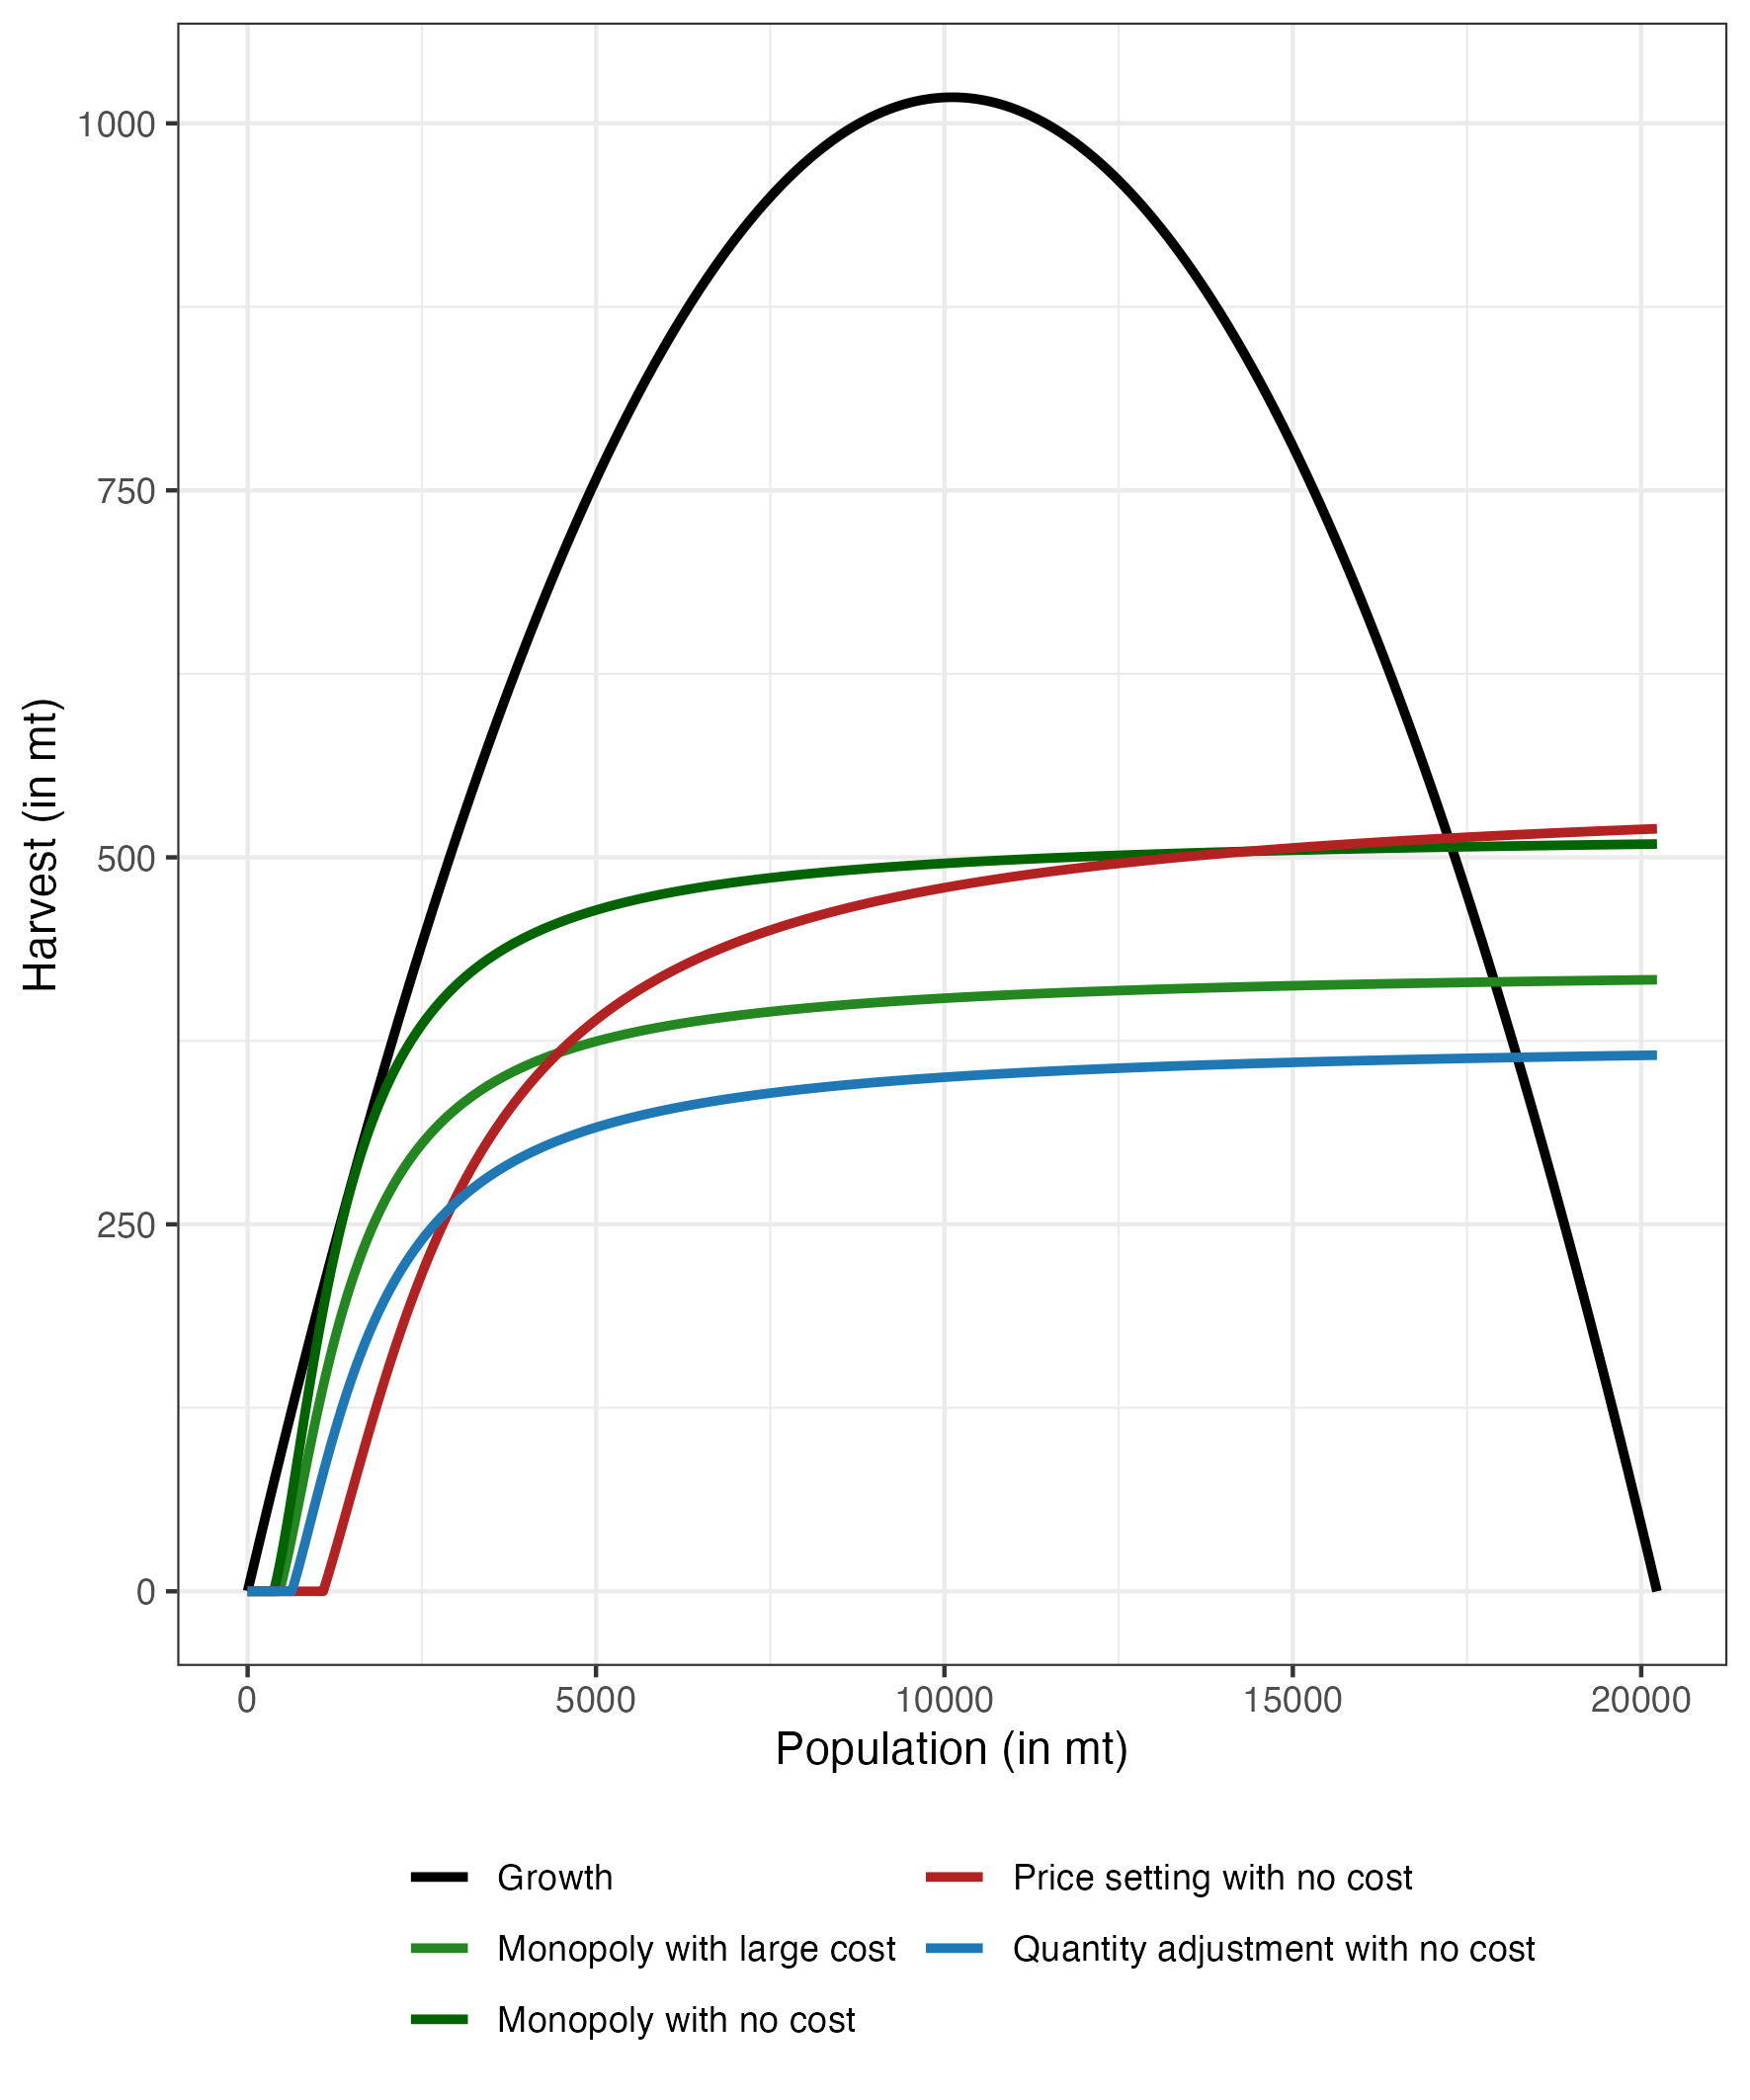 1000
750
500
250
0
Harvest (in mt)
0 5000 10000 15000 20000
Population (in mt)
Growth
Monopoly with large cost
Monopoly with no cost
Price setting with no cost
Quantity adjustment with no cost